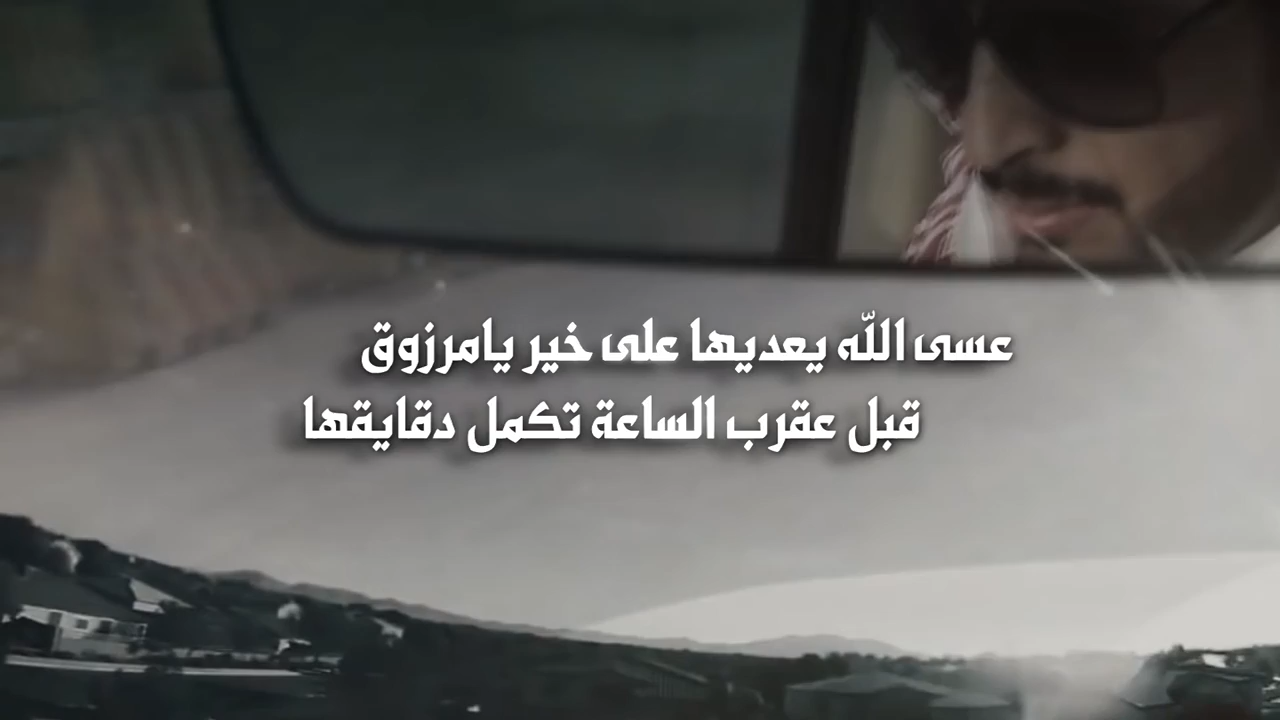 عسى الله يعديها على خير يامرزوق
قبل عقرب الساعة تكمل دقايقها